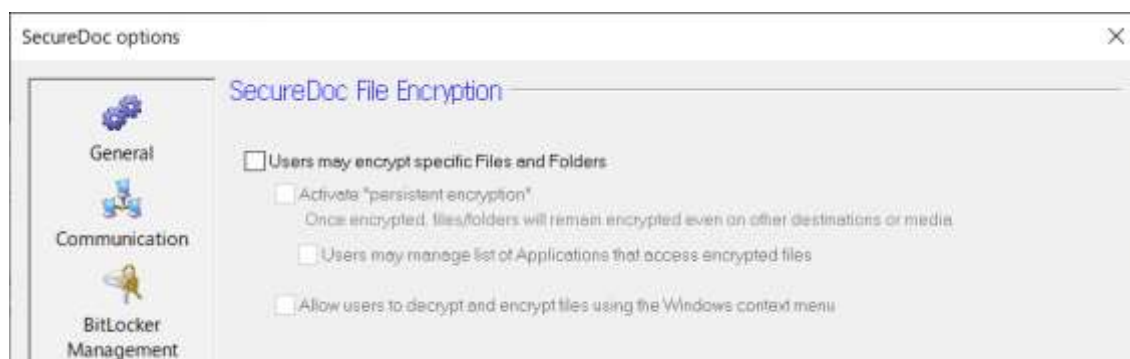 SecureDoc options
SecureDoc File Encryption
General
Users may encrypt specific Files and Folders
Activate "persistent encryption"
Once encrypted, files/folders will remain encrypted even on other destinations or media
Communication
Users may manage list of Applications that access encrypted files
Allow users to decrypt and encrypt files using the Windows context menu
BitLocker
Management